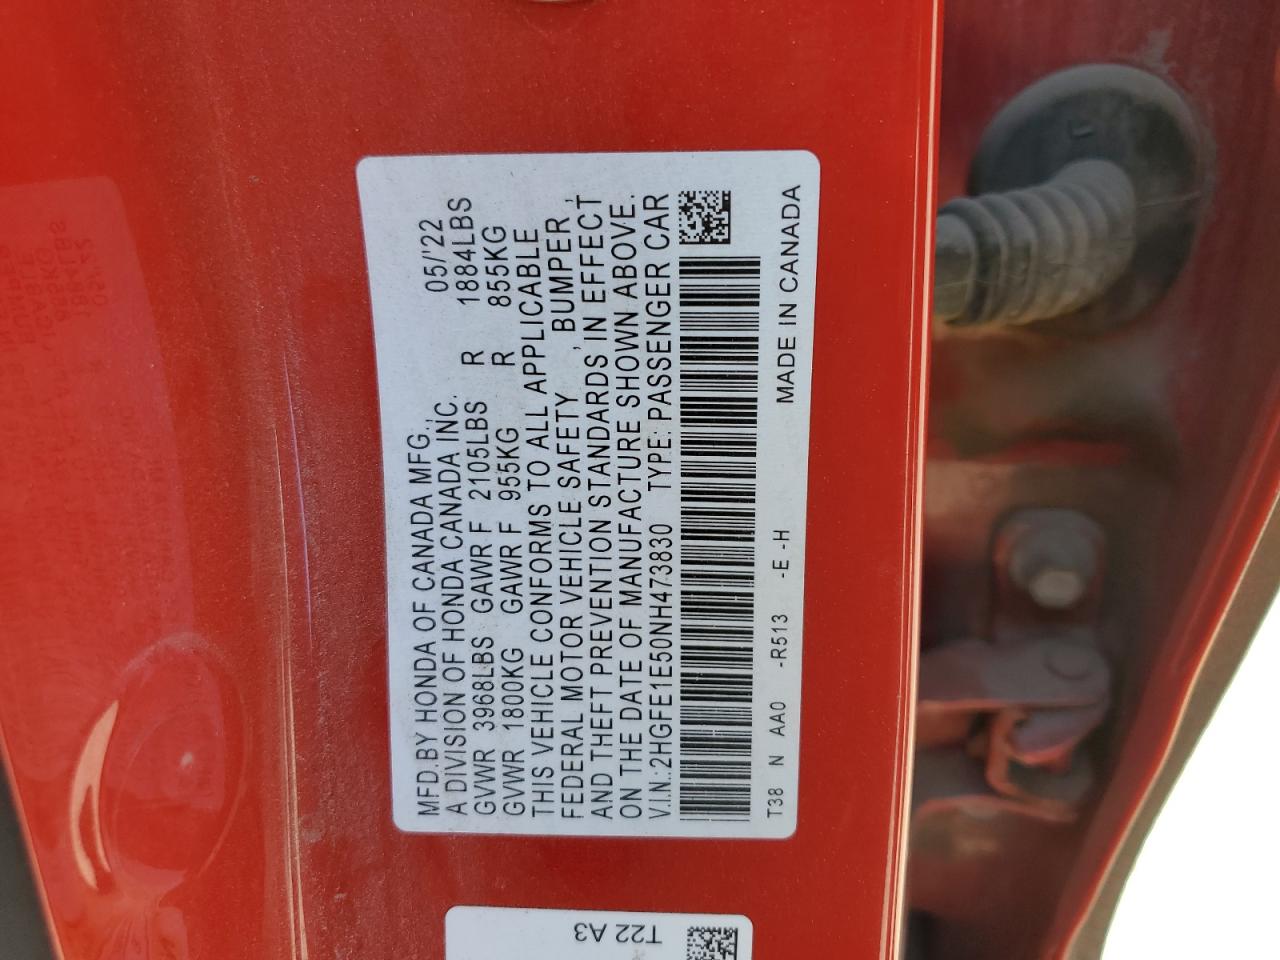 MFD.BY HONDA OF CANADA MFG.,
A DIVISION OF HONDA CANADA INC. 05/'22
GVWR 3968LBS GAWR F 2105LBS R 1884LBS
GVWR 1800KG GAWR F 955KG R 855KG
THIS VEHICLE CONFORMS TO ALL APPLICABLE
FEDERAL MOTOR VEHICLE SAFETY , BUMPER ,
AND THEFT PREVENTION STANDARDS IN EFFECT
ON THE DATE OF MANUFACTURE SHOWN ABOVE.
V.I.N.:2HGFE1E50NH473830 TYPE:PASSENGER CAR
T38 N AA0 -R513 -E -H MADE IN CANADA
T22 A3